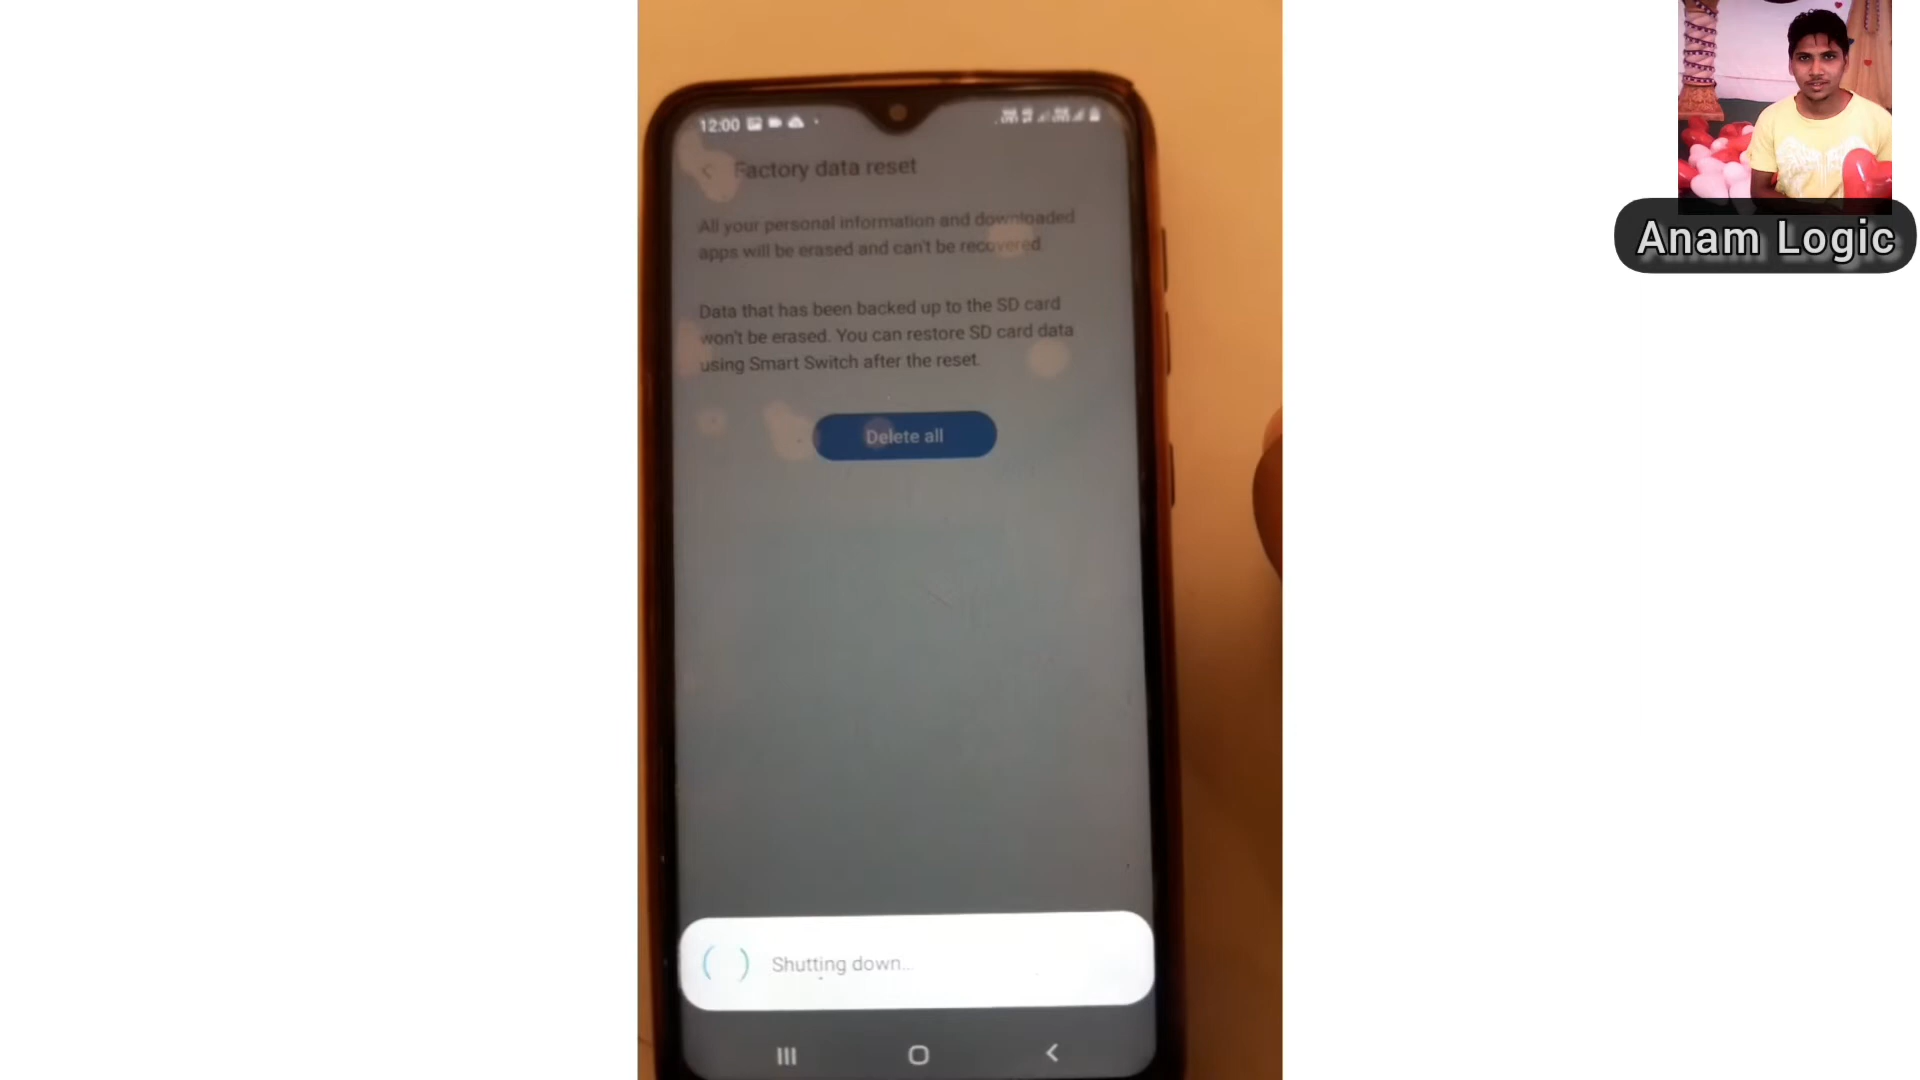 12:00
Factory data reset
All your personal information and downloaded
apps will be erased and can't be recovered.
Data that has been backed up to the SD card
won't be erased. You can restore SD card data
using Smart Switch after the reset.
Delete all
Shutting down...
Anam Logic